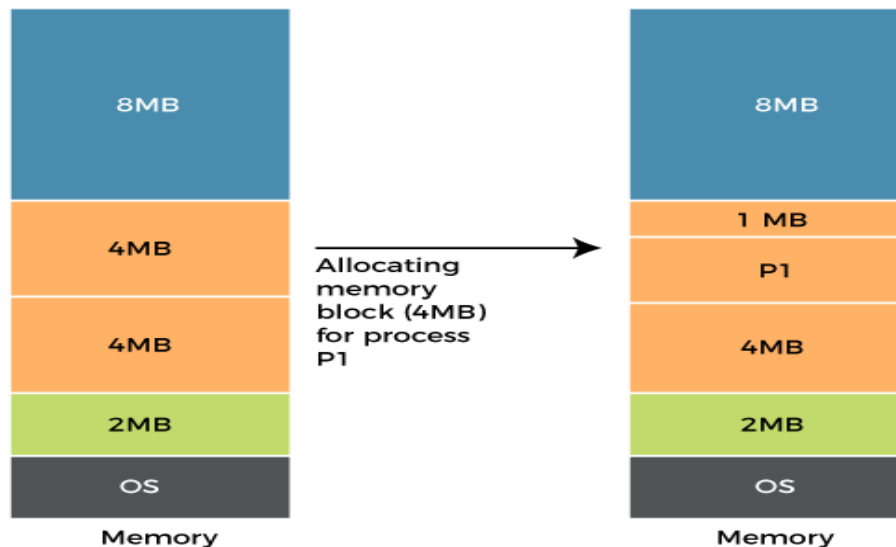 8MB
4MB
4MB
2MB
OS
Memory
Allocating
memory
block (4MB)
for process
P1
8MB
1 MB
P1
4MB
2MB
OS
Memory